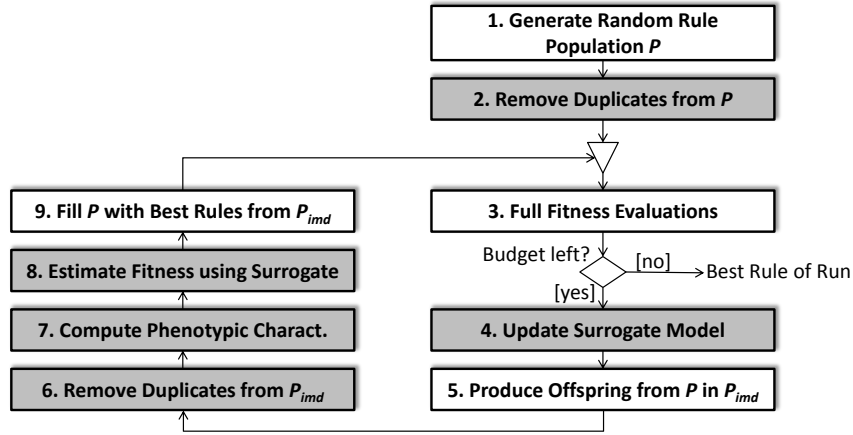 1. Generate Random Rule
Population P
2. Remove Duplicates from P
3. Full Fitness Evaluations
Budget left?
[no]
Best Rule of Run
[yes]
4. Update Surrogate Model
5. Produce Offspring from P in Pimd
6. Remove Duplicates from Pimd
7. Compute Phenotypic Charact.
8. Estimate Fitness using Surrogate
9. Fill P with Best Rules from Pimd